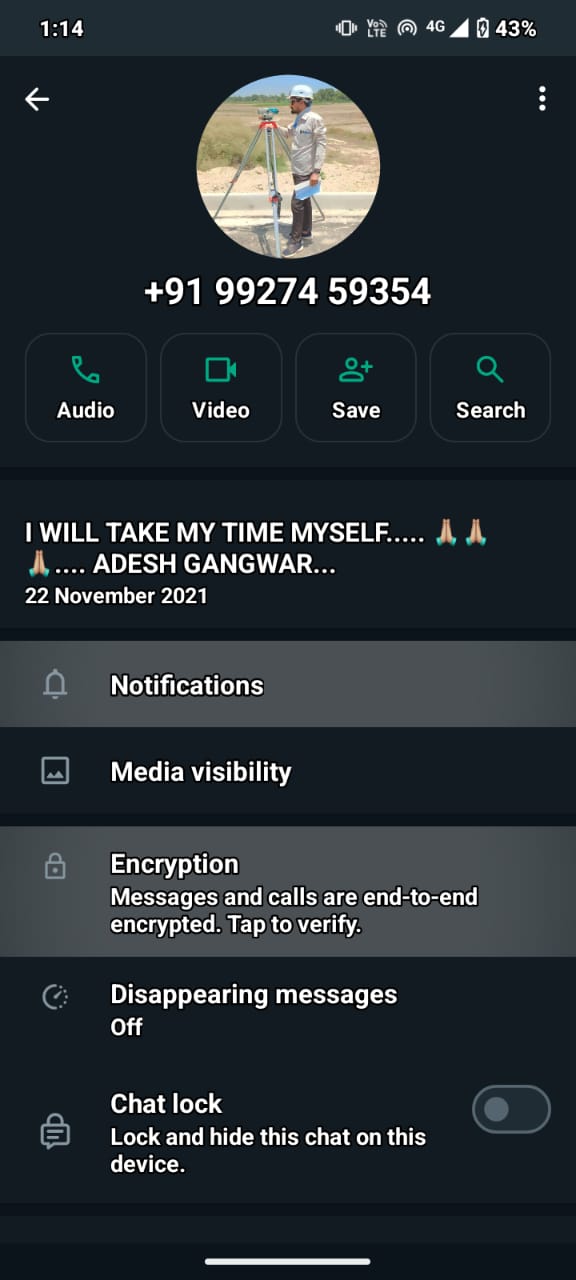 1:14 Vo LTE 4G 43%
+91 99274 59354
Audio Video Save Search
I WILL TAKE MY TIME MYSELF..... 🙏🙏
🙏.... ADESH GANGWAR...
22 November 2021
Notifications
Media visibility
Encryption
Messages and calls are end-to-end
encrypted. Tap to verify.
Disappearing messages
Off
Chat lock
Lock and hide this chat on this
device.